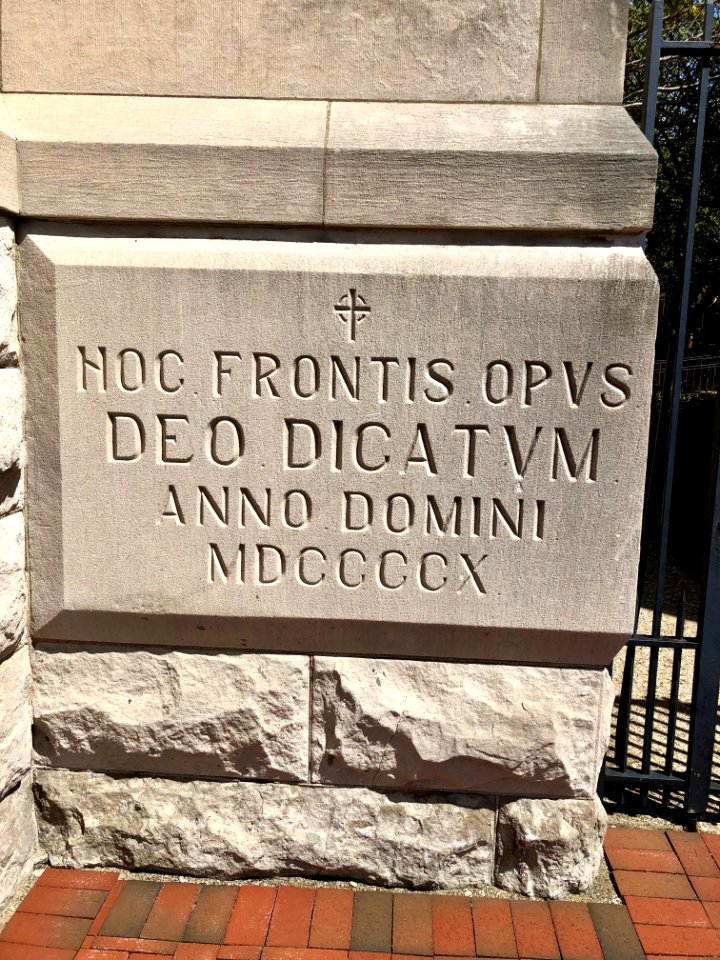 HOC . FRONTIS . OPVS
DEO . DICATVM
ANNO . DOMINI
MDCCCCX